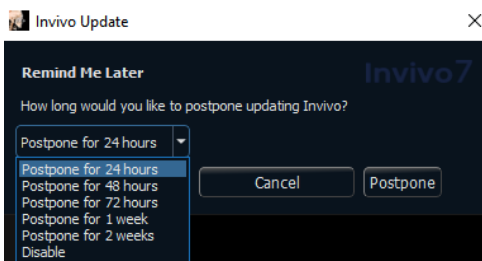 Invivo Update
Remind Me Later
Invivo7
How long would you like to postpone updating Invivo?
Postpone for 24 hours
Postpone for 24 hours
Postpone for 48 hours
Postpone for 72 hours
Postpone for 1 week
Postpone for 2 weeks
Disable
Cancel
Postpone